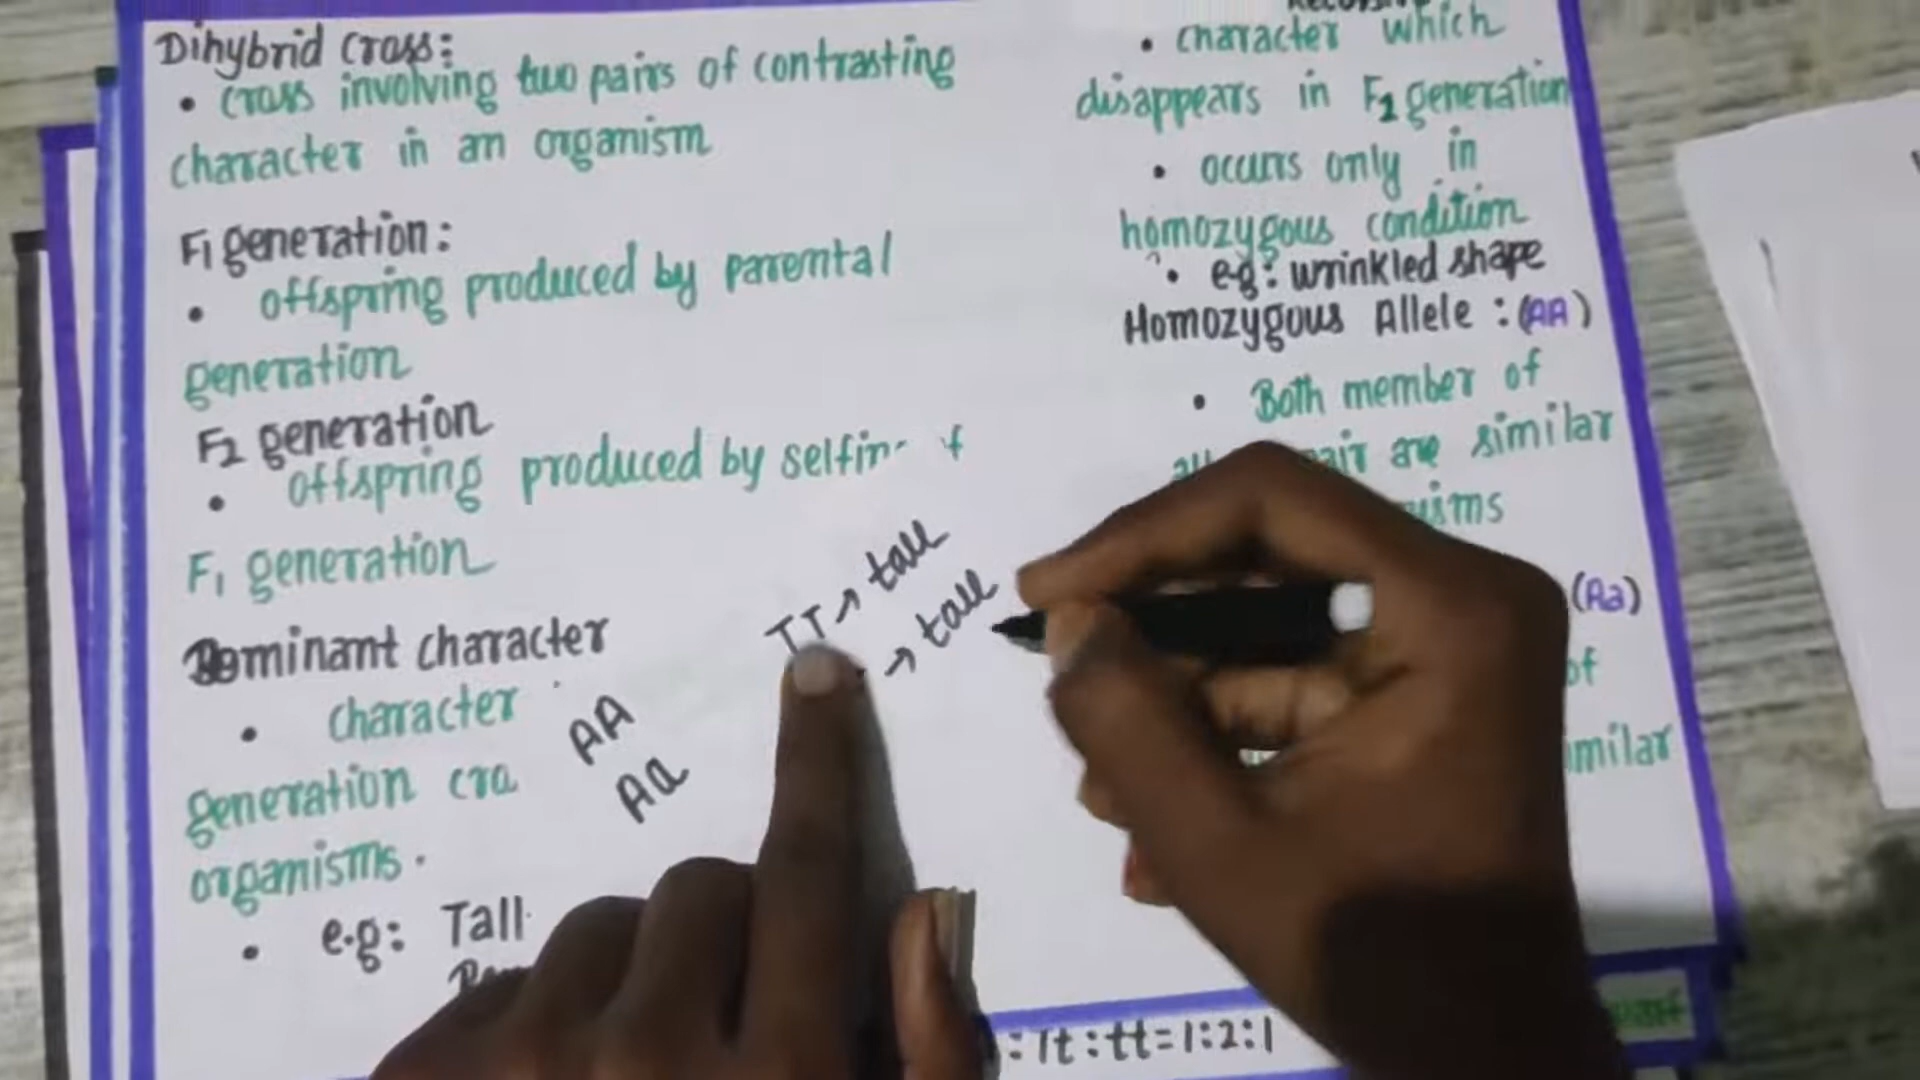 Dihybrid Cross:
• Cross involving two pairs of contrasting
character in an organism
F1 generation:
• offspring produced by parental
generation
F2 generation
• offspring produced by
F1 generation
Dominant character
• character
generation
organisms.
• e.g: Tall
AA
Aa
TT → tall
→ tall
• character which
disappears in F1 generation
• occurs only in
homozygous condition
• eg: wrinkled shape
Homozygous Allele : (AA)
• Both member of
are similar
(Aa)
of
: Tt : tt = 1:2:1